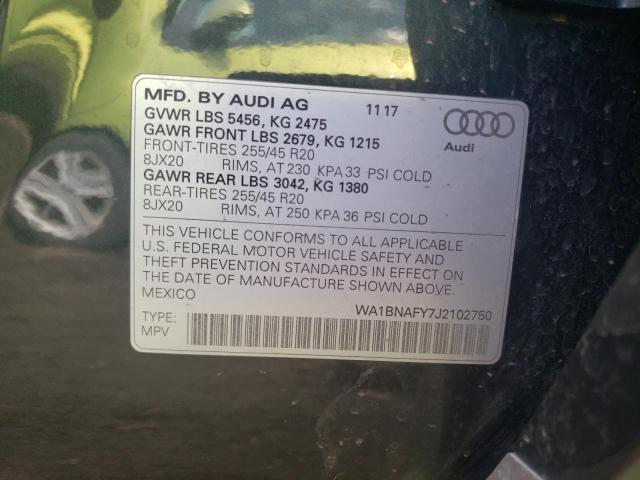 MFD. BY AUDI AG 11 17
GVWR LBS 5456, KG 2475
GAWR FRONT LBS 2679, KG 1215
FRONT-TIRES 255/45 R20
8JX20 RIMS, AT 230 KPA 33 PSI COLD
GAWR REAR LBS 3042, KG 1380
REAR-TIRES 255/45 R20
8JX20 RIMS, AT 250 KPA 36 PSI COLD
Audi
THIS VEHICLE CONFORMS TO ALL APPLICABLE
U.S. FEDERAL MOTOR VEHICLE SAFETY AND
THEFT PREVENTION STANDARDS IN EFFECT ON
THE DATE OF MANUFACTURE SHOWN ABOVE.
MEXICO
WA1BNAFY7J2102750
TYPE:
MPV